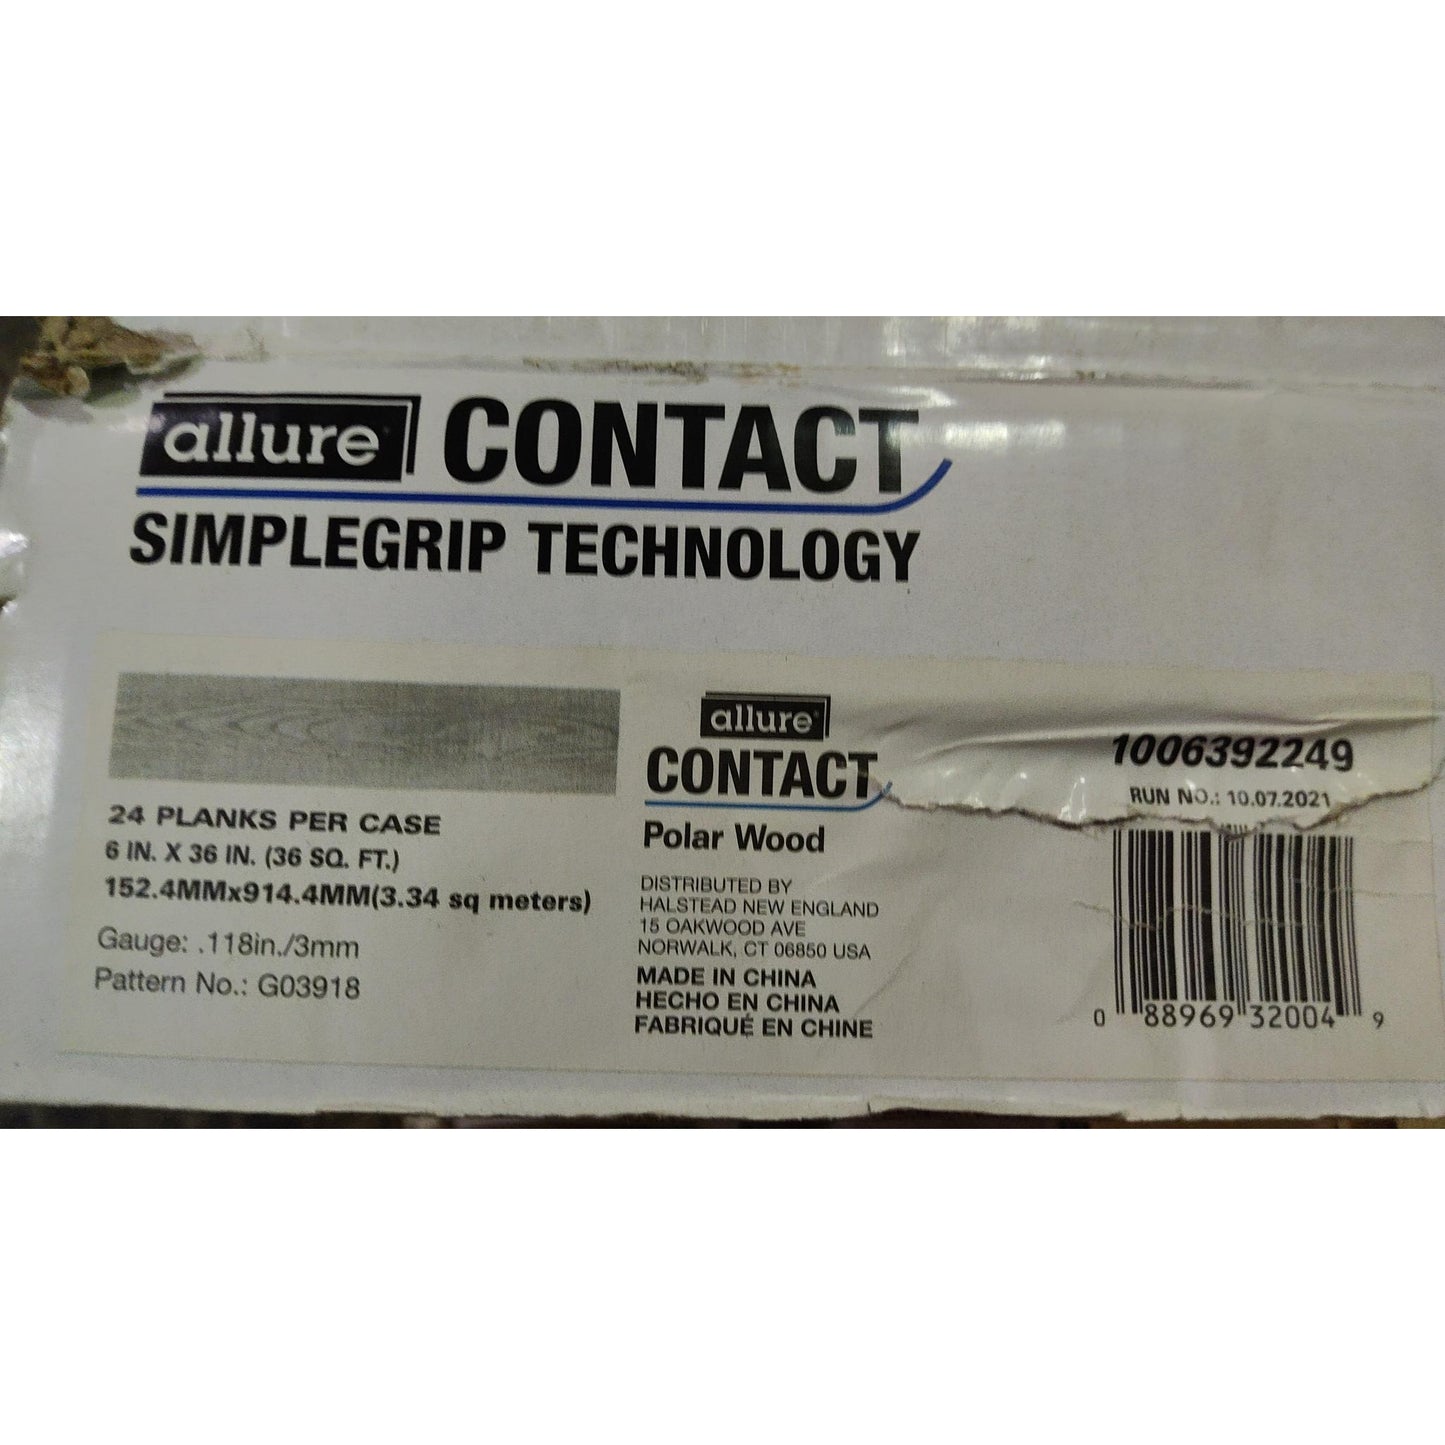 allure CONTACT
SIMPLEGRIP TECHNOLOGY
24 PLANKS PER CASE
6 IN. X 36 IN. (36 SQ. FT.)
152.4MMx914.4MM(3.34 sq meters)
Gauge: .118in./3mm
Pattern No.: G03918
allure
CONTACT
Polar Wood
DISTRIBUTED BY
HALSTEAD NEW ENGLAND
15 OAKWOOD AVE
NORWALK, CT 06850 USA
MADE IN CHINA
HECHO EN CHINA
FABRIQUÉ EN CHINE
1006392249
RUN NO.: 10.07.2021
0 88969 32004 9